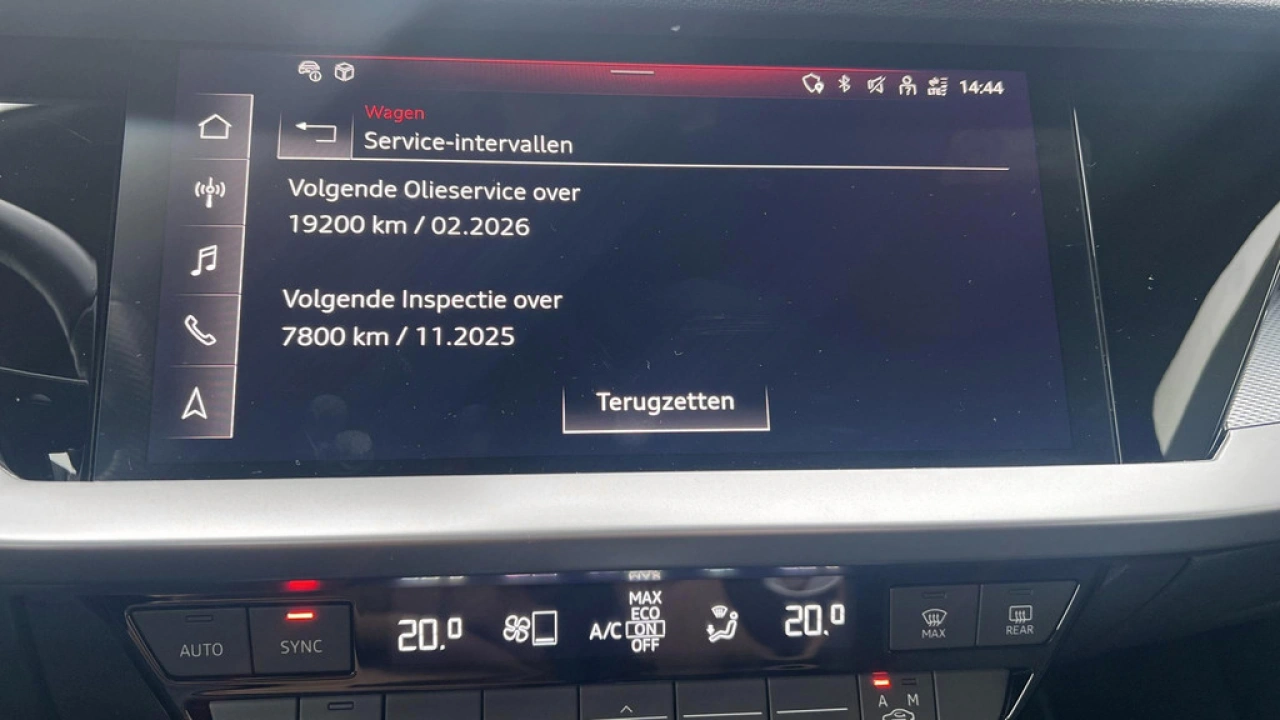 14:44
Wagen
Service-intervallen
Volgende Olieservice over
19200 km / 02.2026
Volgende Inspectie over
7800 km / 11.2025
Terugzetten
AUTO
SYNC
20.0
A/C
MAX
ECO
ON
OFF
20.0
MAX
REAR
A M